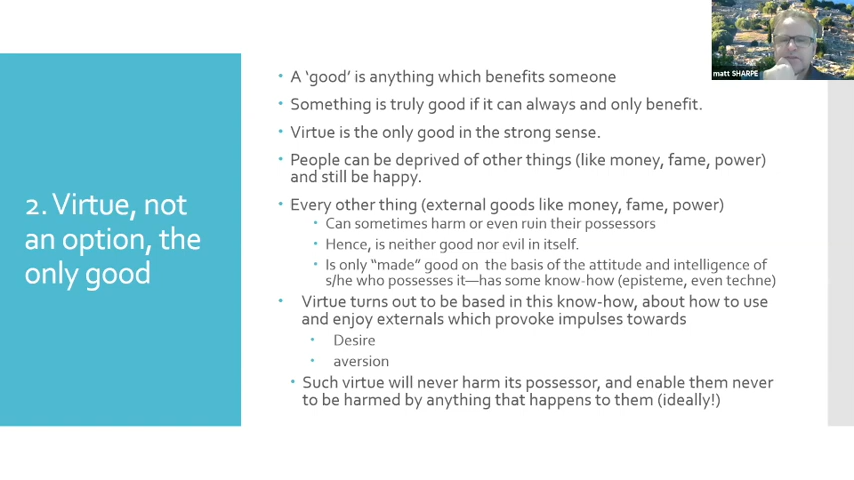 matt SHARPE
2. Virtue, not
an option, the
only good
• A ‘good’ is anything which benefits someone
• Something is truly good if it can always and only benefit.
• Virtue is the only good in the strong sense.
• People can be deprived of other things (like money, fame, power)
and still be happy.
• Every other thing (external goods like money, fame, power)
• Can sometimes harm or even ruin their possessors
• Hence, is neither good nor evil in itself.
• Is only “made” good on the basis of the attitude and intelligence of
s/he who possesses it—has some know-how (episteme, even techne)
• Virtue turns out to be based in this know-how, about how to use
and enjoy externals which provoke impulses towards
• Desire
• aversion
• Such virtue will never harm its possessor, and enable them never
to be harmed by anything that happens to them (ideally!)